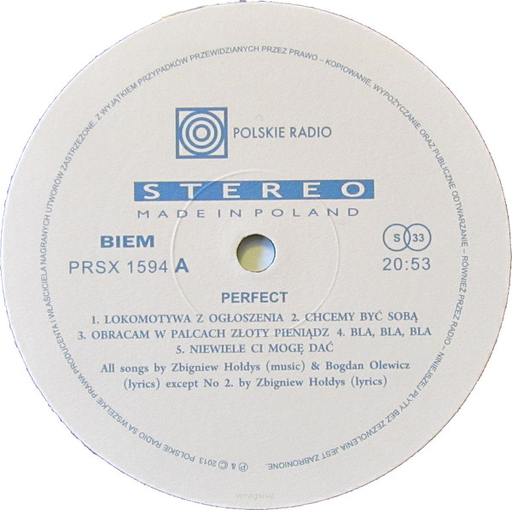 PRODUCENTA I WŁAŚCICIELA NAGRANYCH UTWORÓW ZASTRZEŻONE. Z WYJĄTKIEM PRZYPADKÓW PRZEWIDZIANYCH PRZEZ PRAWO – KOPIOWANIE, WYPOŻYCZANIE ORAZ PUBLICZNE ODTWARZANIE – RÓWNIEŻ PRZEZ RADIO – NINIEJSZEJ PŁYTY BEZ ZEZWOLENIA JEST ZABRONIONE.
℗ & © 2013 POLSKIE RADIO SA WSZELKIE PRAWA
POLSKIE RADIO
STEREO
MADE IN POLAND
BIEM
S 33
PRSX 1594 A
20:53
PERFECT
1. LOKOMOTYWA Z OGŁOSZENIA 2. CHCEMY BYĆ SOBĄ
3. OBRACAM W PALCACH ZŁOTY PIENIĄDZ 4. BLA, BLA, BLA
5. NIEWIELE CI MOGĘ DAĆ
All songs by Zbigniew Hołdys (music) & Bogdan Olewicz
(lyrics) except No 2. by Zbigniew Hołdys (lyrics)